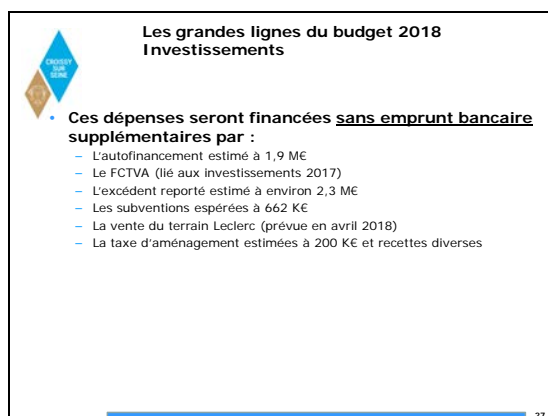 Les grandes lignes du budget 2018
Investissements
CROISSY
SUR
SEINE
• Ces dépenses seront financées sans emprunt bancaire
supplémentaires par :
– L'autofinancement estimé à 1,9 M€
– Le FCTVA (lié aux investissements 2017)
– L'excédent reporté estimé à environ 2,3 M€
– Les subventions espérées à 662 K€
– La vente du terrain Leclerc (prévue en avril 2018)
– La taxe d'aménagement estimées à 200 K€ et recettes diverses
27